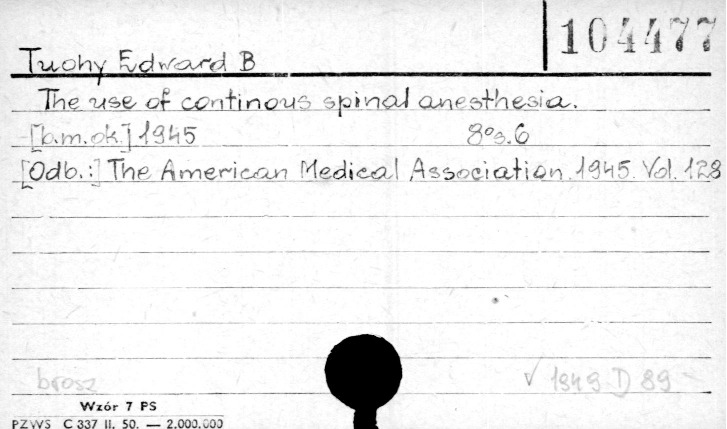 104477
Tuohy Edward B
The use of continous spinal anesthesia.
[b.m.ok.] 1945 8°s.6
[Odb.:] The American Medical Association. 1945. Vol. 128
brosz √ 1949 D 89 -
Wzór 7 PS
PZWS C 337 II. 50. — 2.000.000